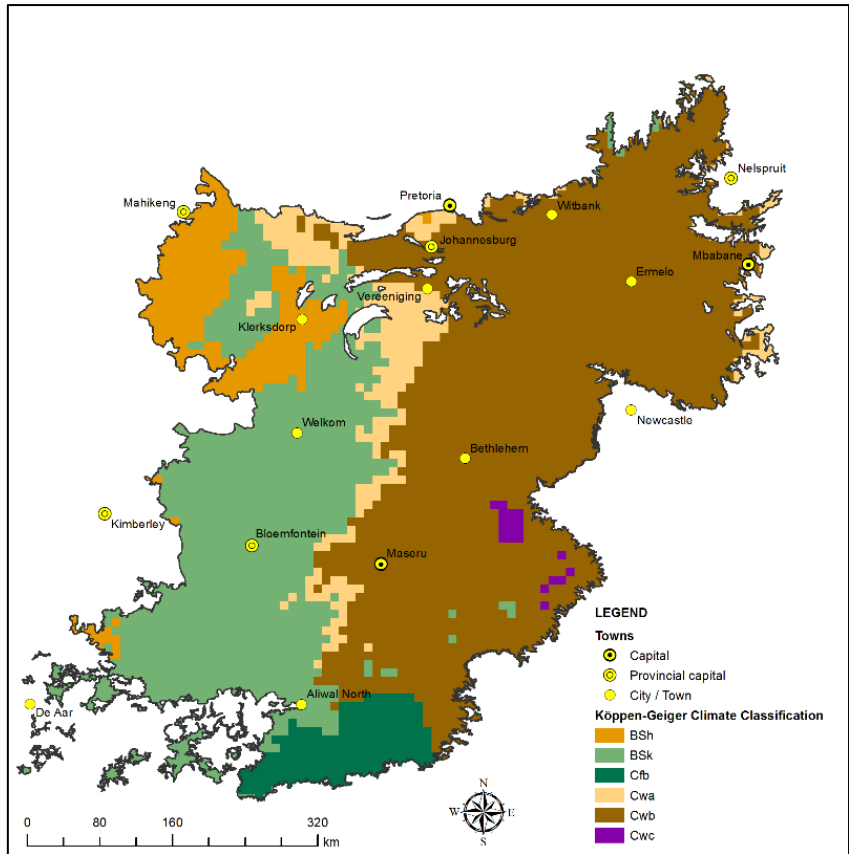 Nelspruit
Mahikeng
Pretoria
Witbank
Johannesburg
Mbabane
Ermelo
Vereeniging
Klerksdorp
Newcastle
Welkom
Bethlehem
Kimberley
Bloemfontein
Maseru
LEGEND
Towns
Capital
Provincial capital
City / Town
Aliwal North
De Aar
Köppen-Geiger Climate Classification
BSh
BSk
Cfb
Cwa
Cwb
Cwc
N
W E
S
0 80 160 320
km